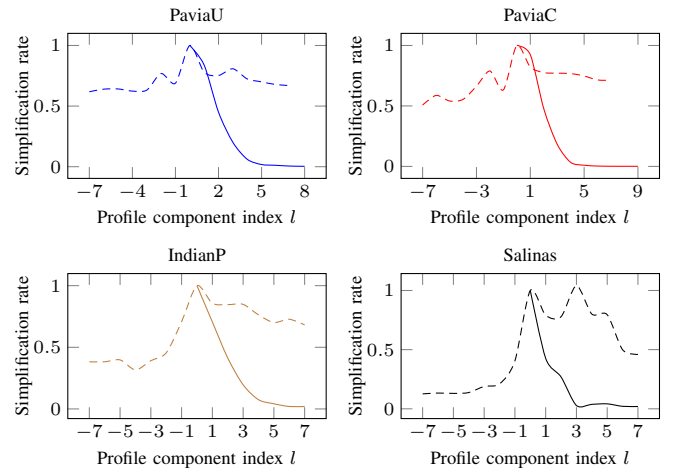 PaviaU
1
0.5
0
Simplification rate
−7 −4 −1 2 5 8
Profile component index l
PaviaC
1
0.5
0
Simplification rate
−7 −3 1 5 9
Profile component index l
IndianP
1
0.5
0
Simplification rate
−7 −5 −3 −1 1 3 5 7
Profile component index l
Salinas
1
0.5
0
Simplification rate
−7 −5 −3 −1 1 3 5 7
Profile component index l